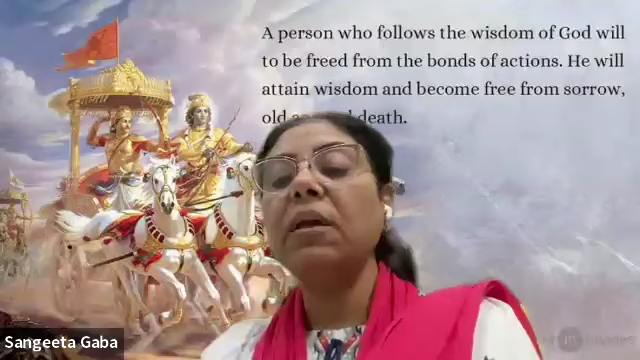 A person who follows the wisdom of God will
to be freed from the bonds of actions. He will
attain wisdom and become free from sorrow,
old death.
Sangeeta Gaba